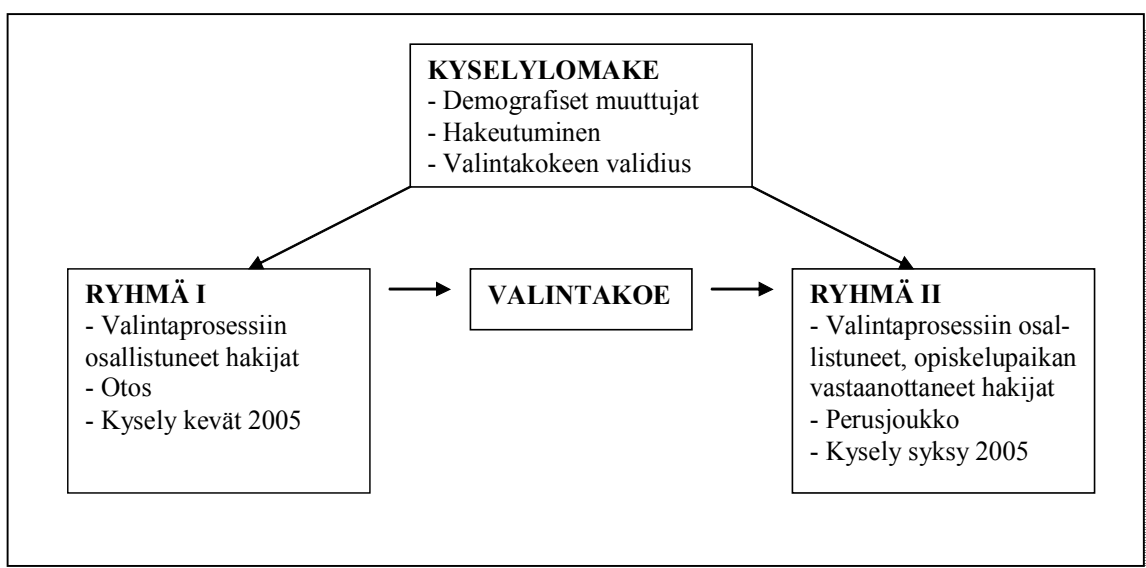 KYSELYLOMAKE
- Demografiset muuttujat
- Hakeutuminen
- Valintakokeen validius
RYHMÄ I
- Valintaprosessiin
osallistuneet hakijat
- Otos
- Kysely kevät 2005
VALINTAKOE
RYHMÄ II
- Valintaprosessiin osal-
listuneet, opiskelupaikan
vastaanottaneet hakijat
- Perusjoukko
- Kysely syksy 2005